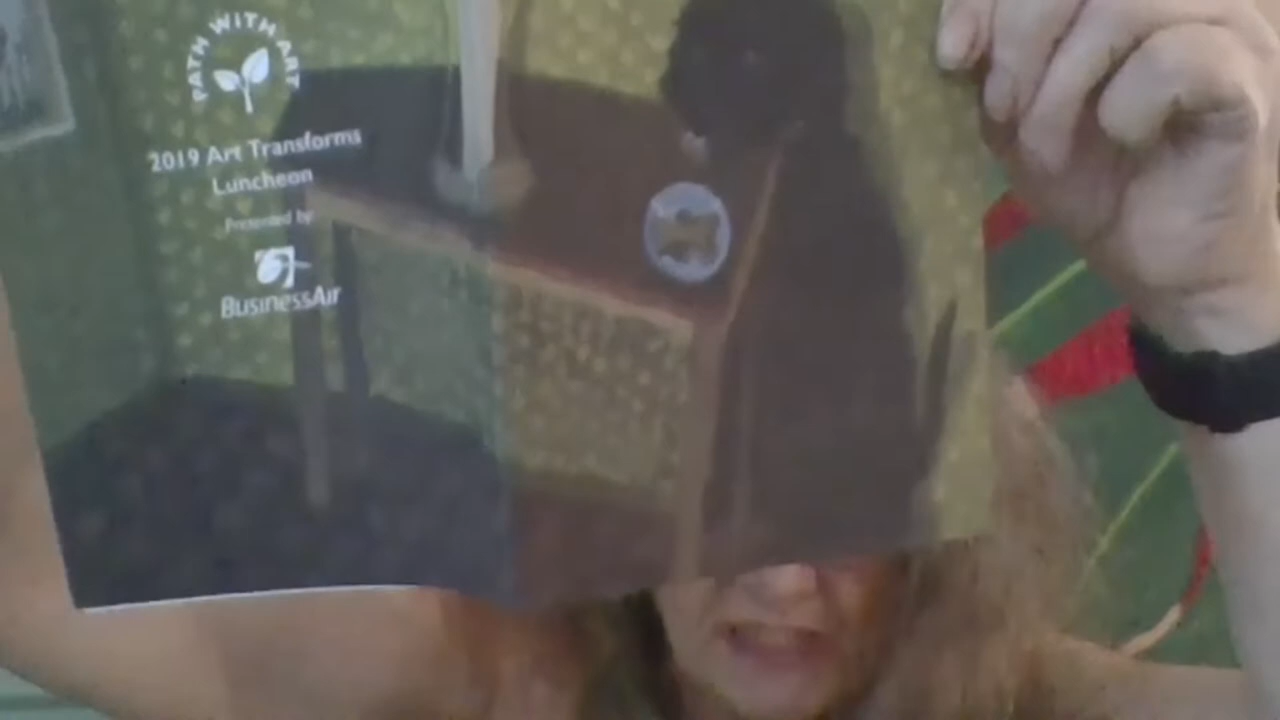 PATH WITH ART
2019 Art Transforms
Luncheon
Presented by
BusinessAir